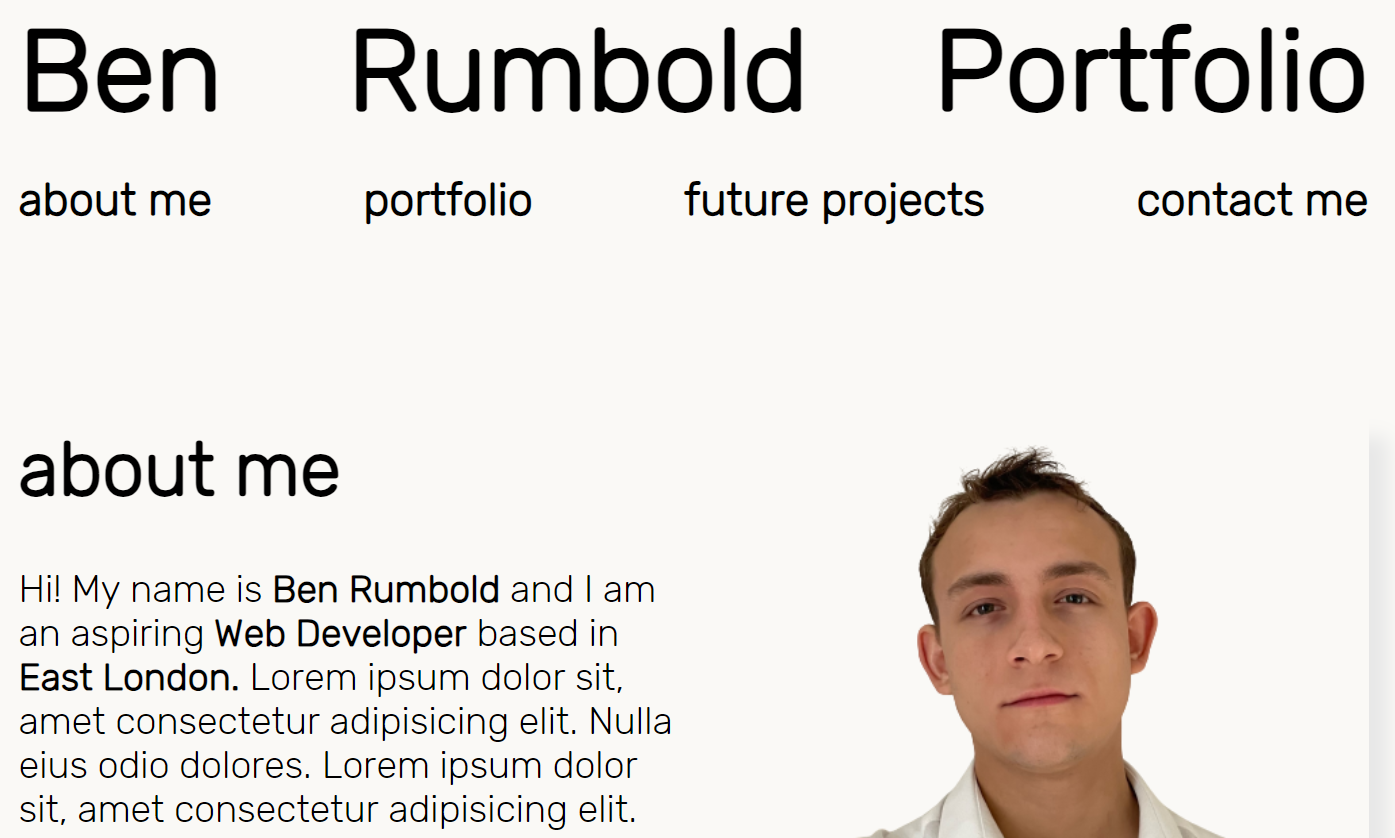 Ben Rumbold Portfolio
about me portfolio future projects contact me
about me
Hi! My name is Ben Rumbold and I am
an aspiring Web Developer based in
East London. Lorem ipsum dolor sit,
amet consectetur adipisicing elit. Nulla
eius odio dolores. Lorem ipsum dolor
sit, amet consectetur adipisicing elit.